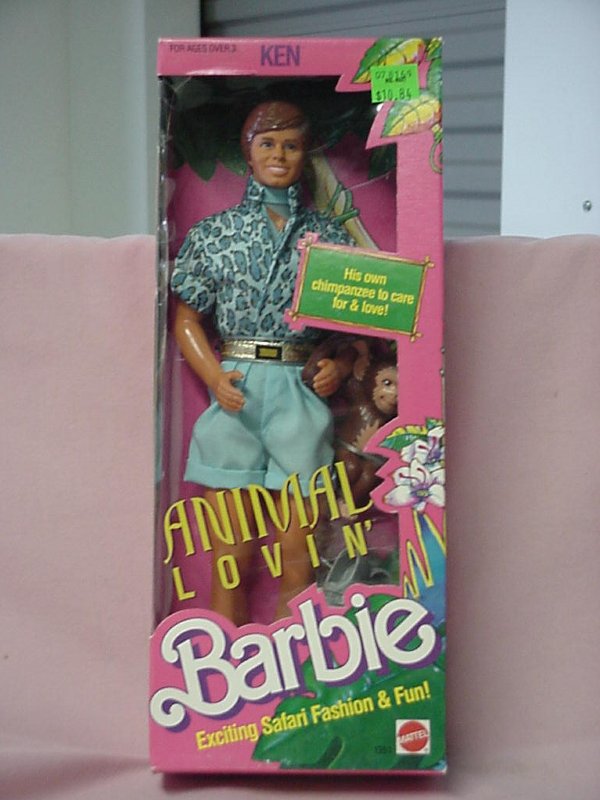 FOR AGES OVER 3
KEN
$10.84
His own
chimpanzee to care
for & love!
ANIMAL
LOVIN'
Barbie
Exciting Safari Fashion & Fun!
MATTEL